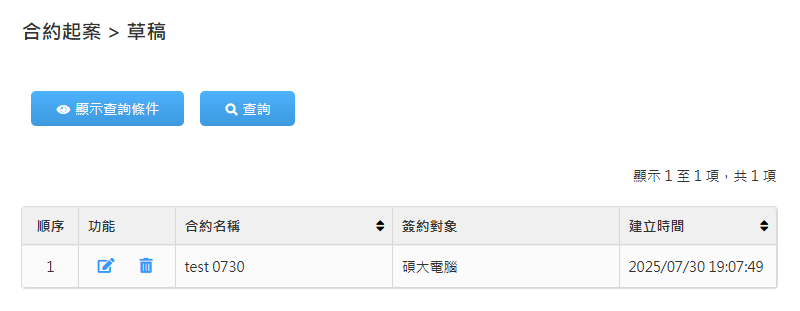 合約起案 > 草稿
顯示查詢條件 查詢
顯示 1 至 1 項，共 1 項
順序 功能 合約名稱 簽約對象 建立時間
1 test 0730 碩大電腦 2025/07/30 19:07:49